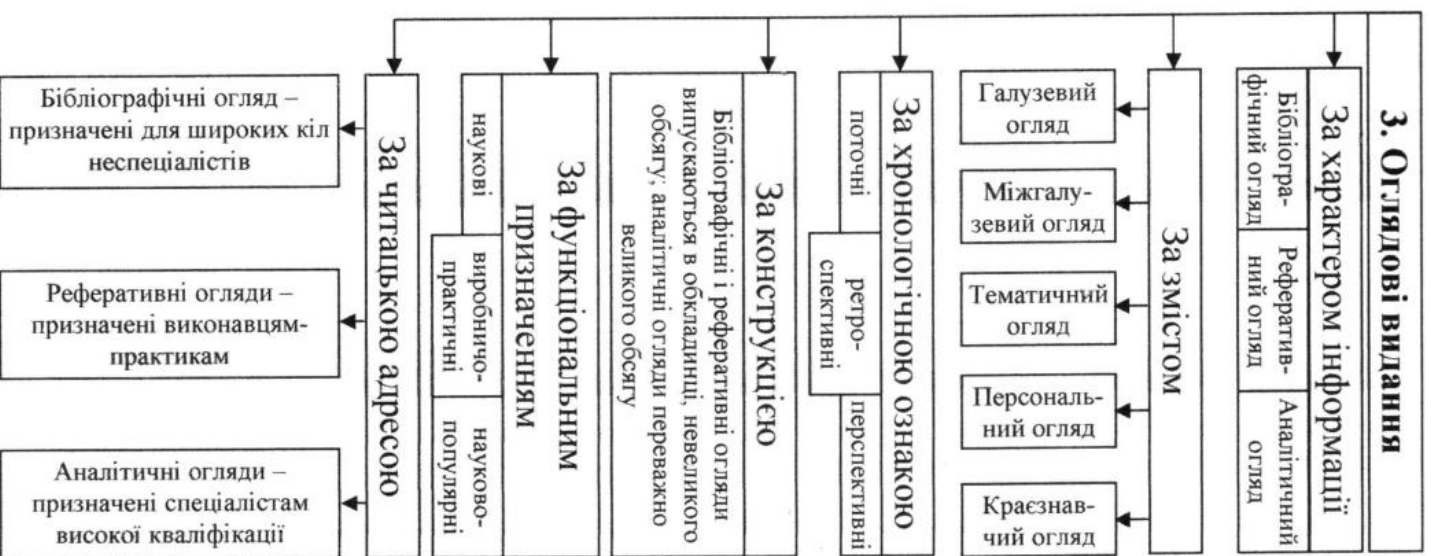 3. Оглядові видання
За характером інформації
Бібліогра-
фічний огляд
Реферативн-
ий огляд
Аналітичний
огляд
За змістом
Галузевий
огляд
Міжгалу-
зевий огляд
Тематичний
огляд
Персональ-
ний огляд
Краєзнав-
чий огляд
За хронологічною ознакою
поточні
ретро-
спективні
перспективні
За конструкцією
Бібліографічні і реферативні огляди
випускаються в обкладинці, невеликого
обсягу; аналітичні огляди переважно
великого обсягу
За функціональним
призначенням
наукові
виробничо-
практичні
науково-
популярні
За читацькою адресою
Бібліографічні огляд –
призначені для широких кіл
неспеціалістів
Реферативні огляди –
призначені виконавцям-
практикам
Аналітичні огляди –
призначені спеціалістам
високої кваліфікації